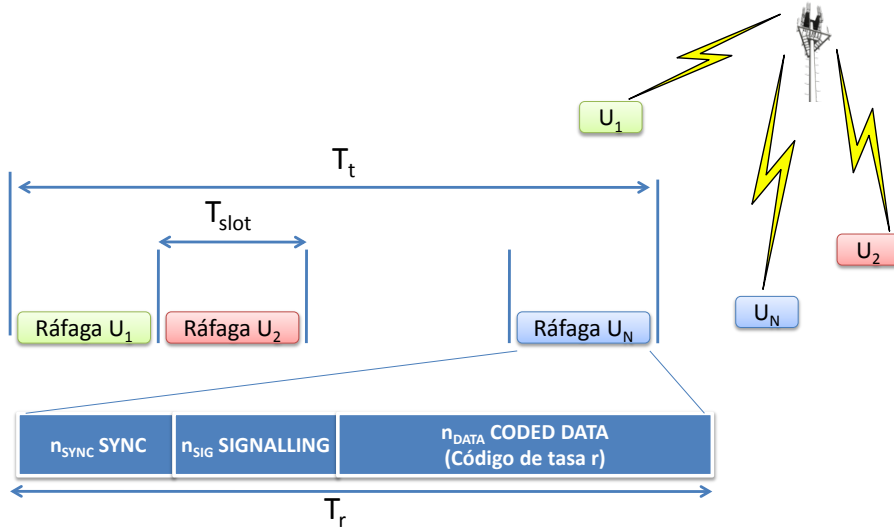 U1
Tt
Tslot
U2
UN
Ráfaga U1
Ráfaga U2
Ráfaga UN
nSYNC SYNC
nSIG SIGNALLING
nDATA CODED DATA
(Código de tasa r)
Tr